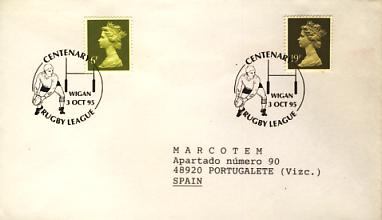 CENTENARY
WIGAN
3 OCT 95
RUGBY LEAGUE
CENTENARY
WIGAN
3 OCT 95
RUGBY LEAGUE
MARCOTEM
Apartado número 90
48920 PORTUGALETE (Vizc.)
SPAIN